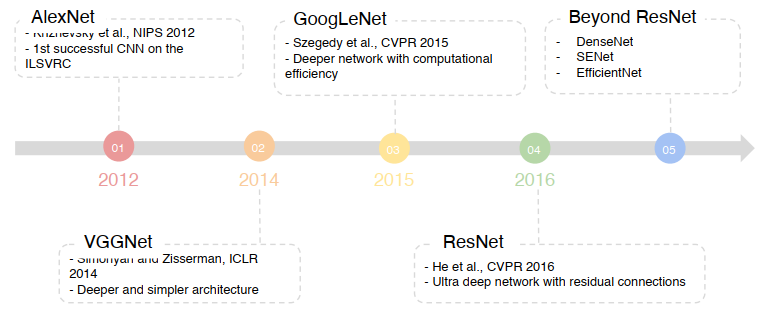 AlexNet
- Krizhevsky et al., NIPS 2012
- 1st successful CNN on the
ILSVRC
GoogLeNet
- Szegedy et al., CVPR 2015
- Deeper network with computational
efficiency
Beyond ResNet
- DenseNet
- SENet
- EfficientNet
01
02
03
04
05
2012
2014
2015
2016
VGGNet
- Simonyan and Zisserman, ICLR
2014
- Deeper and simpler architecture
ResNet
- He et al., CVPR 2016
- Ultra deep network with residual connections